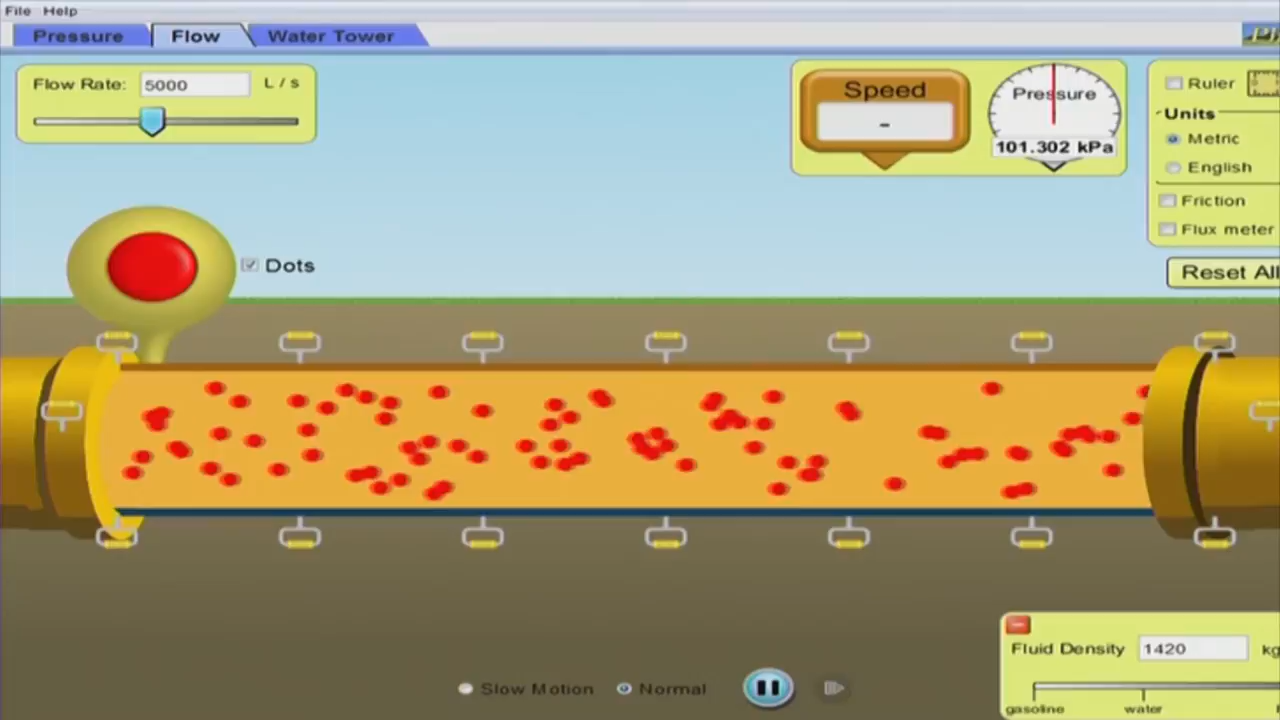 File Help
Pressure Flow Water Tower
Flow Rate: 5000 L / s
Speed
-
Pressure
101.302 kPa
Ruler
Units
Metric
English
Friction
Flux meter
Reset All
Dots
Slow Motion Normal
Fluid Density 1420 kg
gasoline water